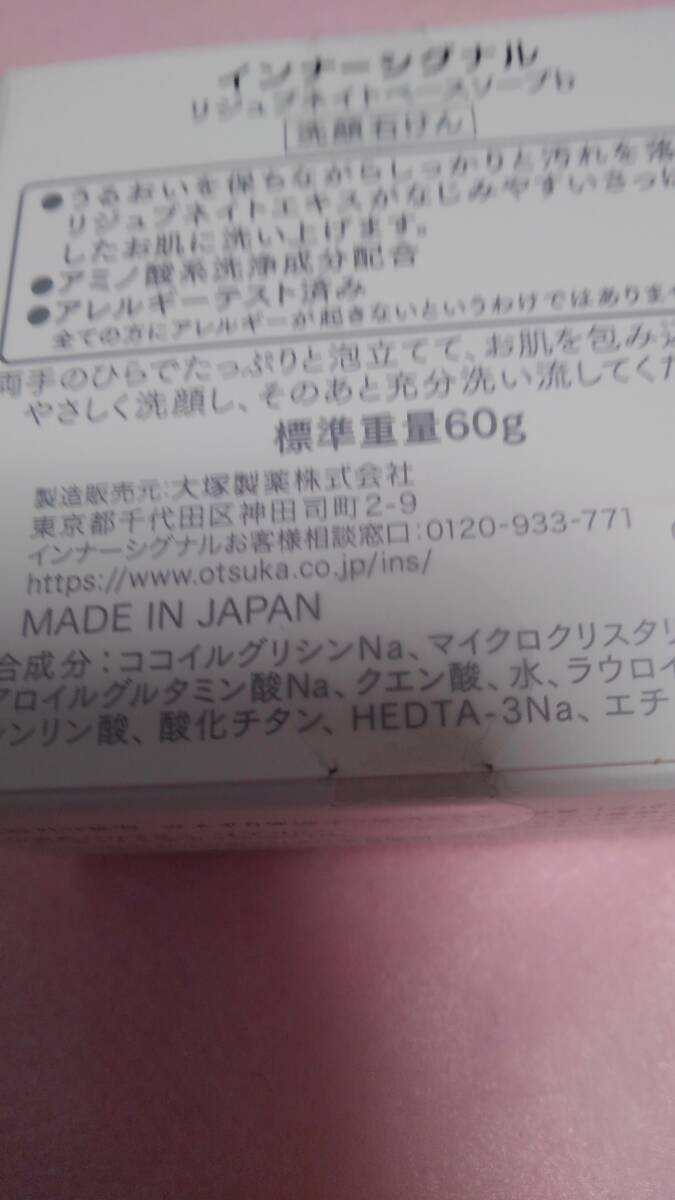 インナーシグナル
リジュブネイトベースソープb
洗顔石けん
●うるおいを保ちながらしっかりと汚れを落
リジュブネイトエキスがなじみやすいさっぱ
したお肌に洗い上げます。
●アミノ酸系洗浄成分配合
●アレルギーテスト済み
全ての方にアレルギーが起きないというわけではありませ
両手のひらでたっぷりと泡立てて、お肌を包み込
やさしく洗顔し、そのあと充分洗い流してくだ
標準重量60g
製造販売元:大塚製薬株式会社
東京都千代田区神田司町2-9
インナーシグナルお客様相談窓口:0120-933-771
https://www.otsuka.co.jp/ins/
MADE IN JAPAN
合成分:ココイルグリシンNa、マイクロクリスタリ
アロイルグルタミン酸Na、クエン酸、水、ラウロイ
ンリン酸、酸化チタン、HEDTA-3Na、エチ